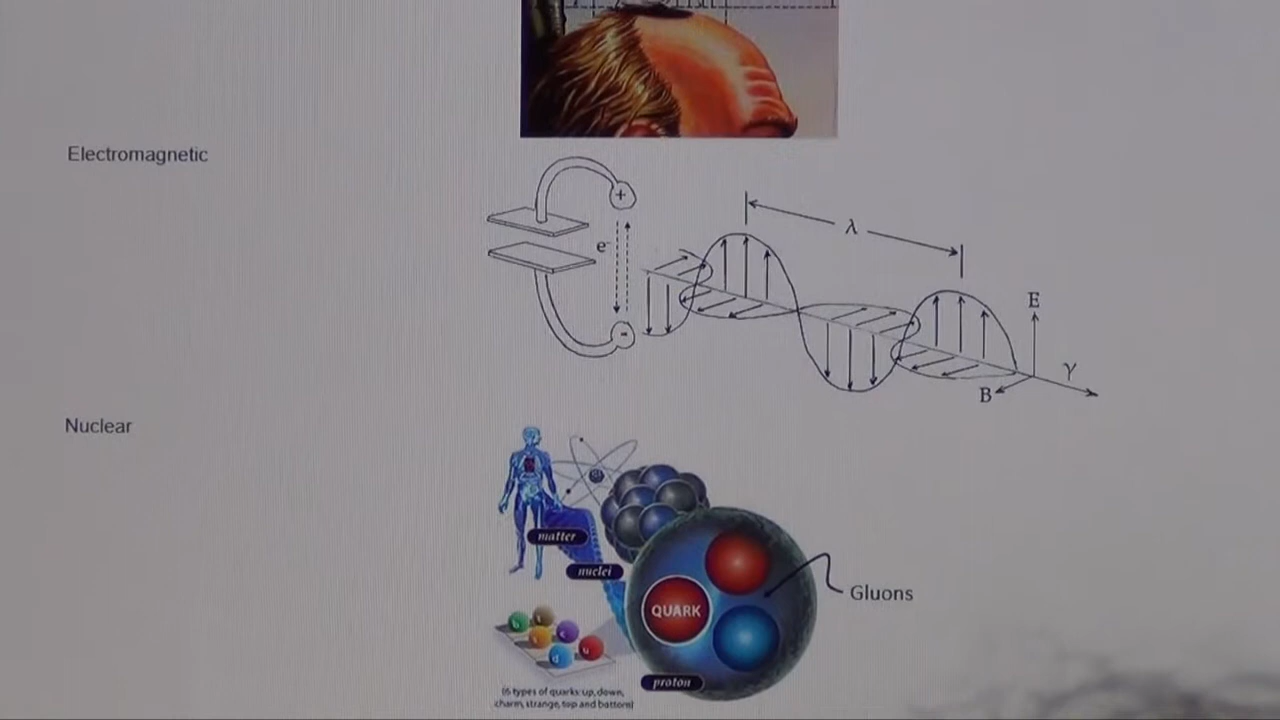 Electromagnetic
+
e-
-
λ
E
γ
B
Nuclear
matter
nuclei
QUARK
Gluons
c
d
u
proton
(6 types of quarks: up, down,
charm, strange, top and bottom)